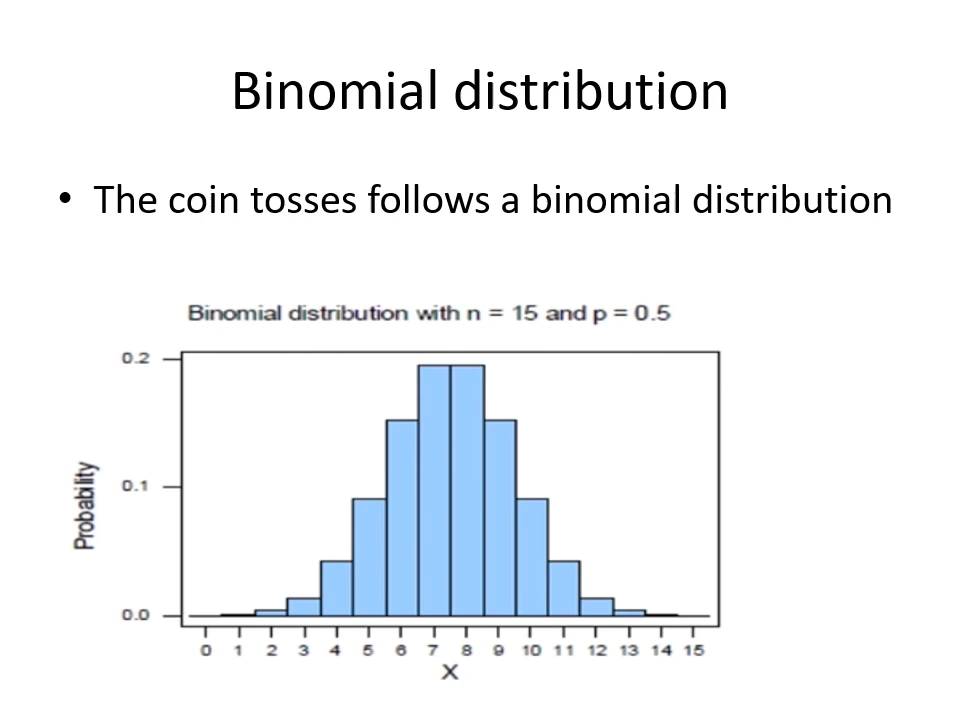 Binomial distribution
• The coin tosses follows a binomial distribution
Binomial distribution with n = 15 and p = 0.5
0.2
0.1
0.0
Probability
0 1 2 3 4 5 6 7 8 9 10 11 12 13 14 15
X